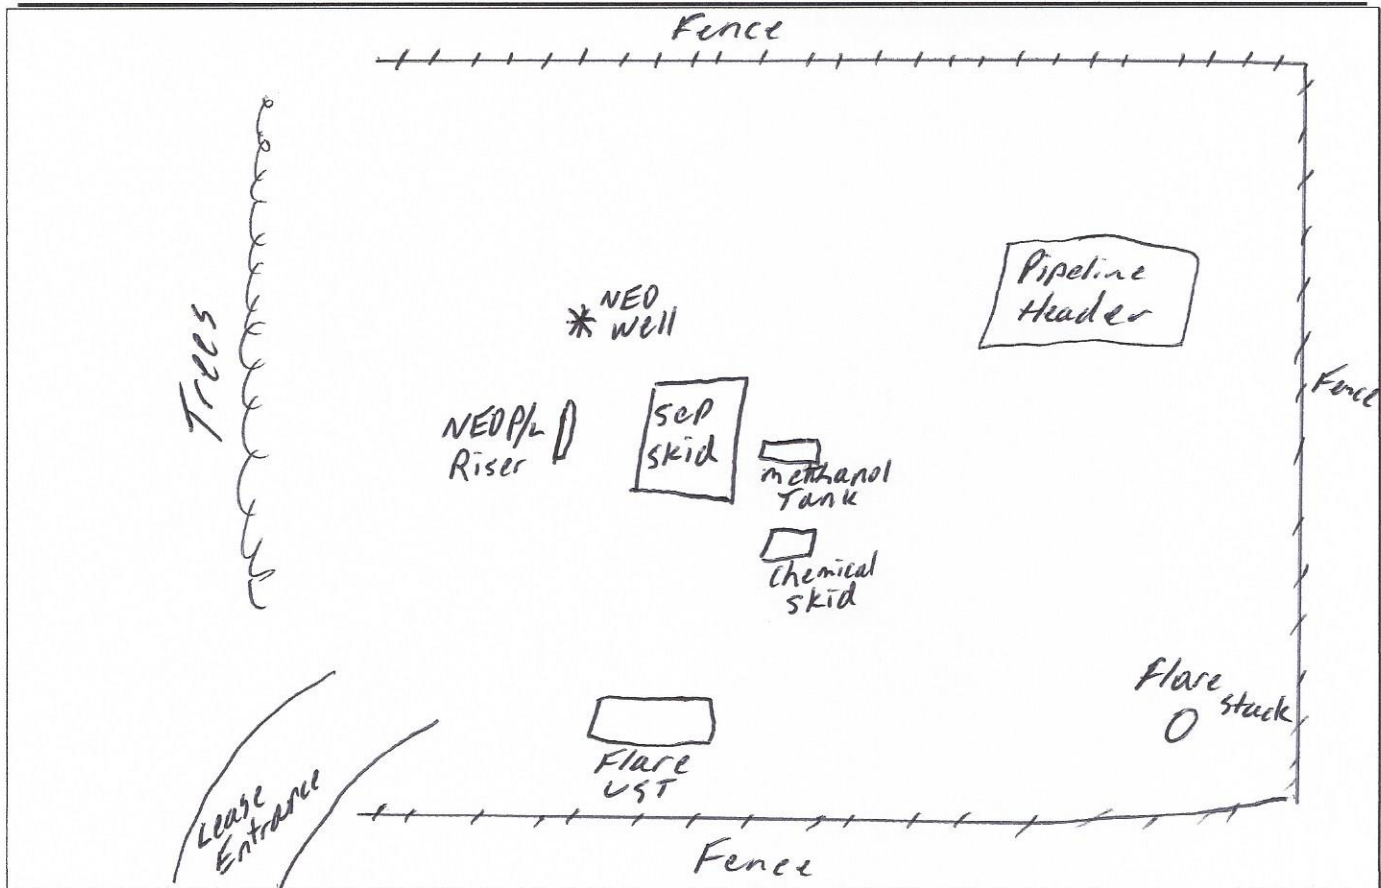 Fence
Pipeline
Header
NEO
well
Trees
Fence
NEO P/L
Riser
sep
skid
methanol
Tank
Chemical
skid
Flare
stack
Flare
UST
Lease
Entrance
Fence